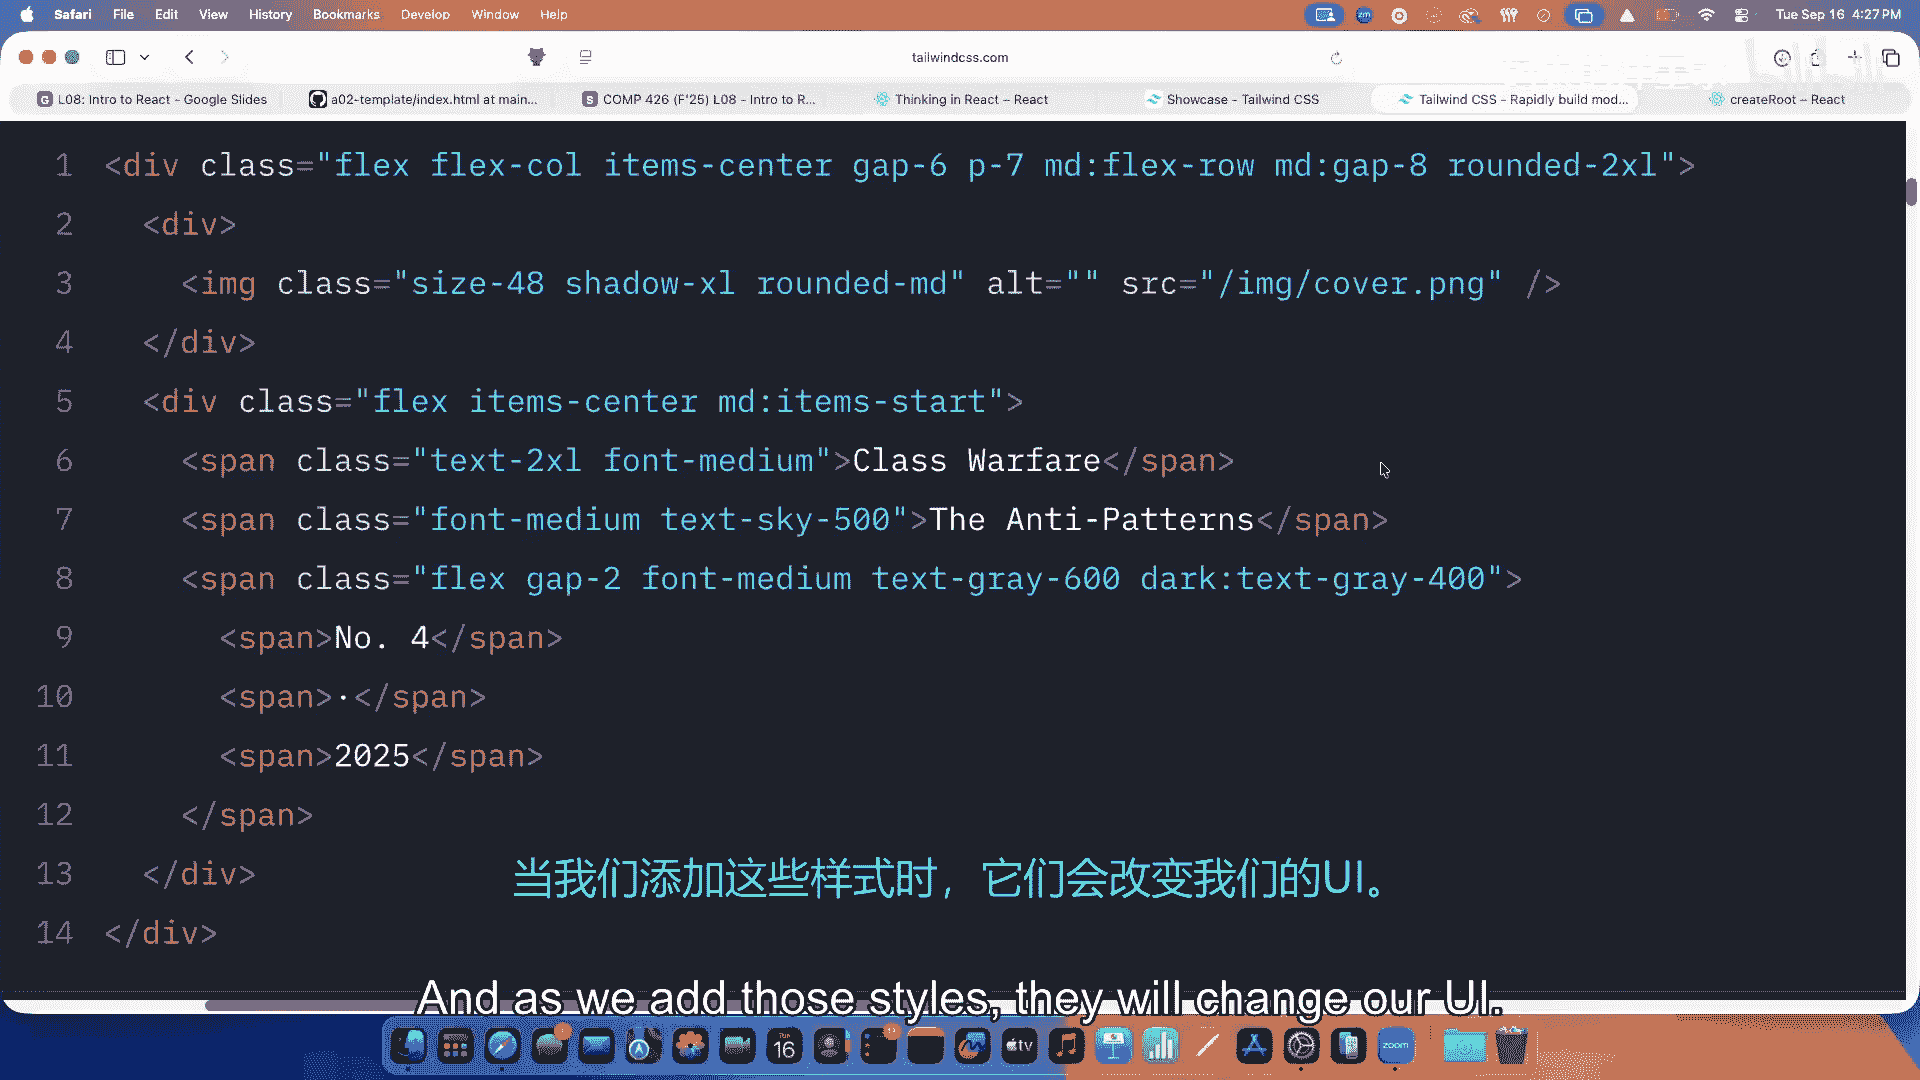 Safari File Edit View History Bookmarks Develop Window Help Tue Sep 16 4:27 PM
tailwindcss.com
L08: Intro to React - Google Slides a02-template/index.html at main... COMP 426 (F'25) L08 - Intro to R... Thinking in React – React Showcase - Tailwind CSS Tailwind CSS - Rapidly build mod... createRoot – React
1 <div class="flex flex-col items-center gap-6 p-7 md:flex-row md:gap-8 rounded-2xl">
2 <div>
3 <img class="size-48 shadow-xl rounded-md" alt="" src="/img/cover.png" />
4 </div>
5 <div class="flex items-center md:items-start">
6 <span class="text-2xl font-medium">Class Warfare</span>
7 <span class="font-medium text-sky-500">The Anti-Patterns</span>
8 <span class="flex gap-2 font-medium text-gray-600 dark:text-gray-400">
9 <span>No. 4</span>
10 <span>·</span>
11 <span>2025</span>
12 </span>
13 </div>
14 </div>
当我们添加这些样式时，它们会改变我们的UI。
And as we add those styles, they will change our UI.
16 tv zoom